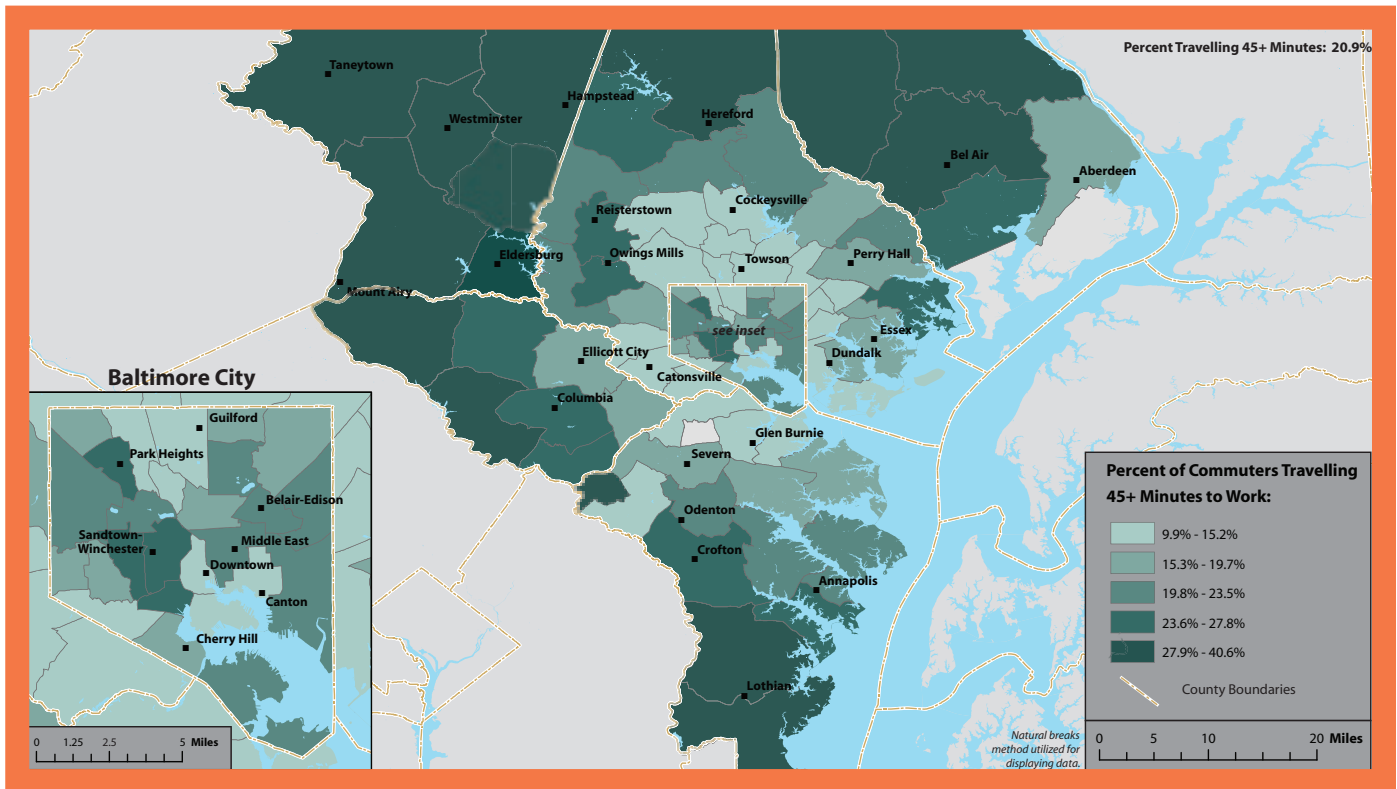 Percent Travelling 45+ Minutes: 20.9%
Taneytown
Hampstead
Westminster
Hereford
Bel Air
Aberdeen
Reisterstown
Cockeysville
Eldersburg
Owings Mills
Towson
Perry Hall
Mount Airy
see inset
Essex
Ellicott City
Dundalk
Catonsville
Columbia
Glen Burnie
Severn
Odenton
Crofton
Annapolis
Lothian
Baltimore City
Guilford
Park Heights
Belair-Edison
Sandtown-
Winchester
Middle East
Downtown
Canton
Cherry Hill
0 1.25 2.5 5 Miles
Percent of Commuters Travelling
45+ Minutes to Work:
9.9% - 15.2%
15.3% - 19.7%
19.8% - 23.5%
23.6% - 27.8%
27.9% - 40.6%
County Boundaries
Natural breaks
method utilized for
displaying data.
0 5 10 20 Miles